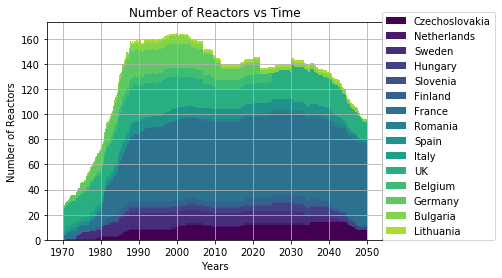 Number of Reactors vs Time
Number of Reactors
160
140
120
100
80
60
40
20
0
1970 1980 1990 2000 2010 2020 2030 2040 2050
Years
Czechoslovakia
Netherlands
Sweden
Hungary
Slovenia
Finland
France
Romania
Spain
Italy
UK
Belgium
Germany
Bulgaria
Lithuania